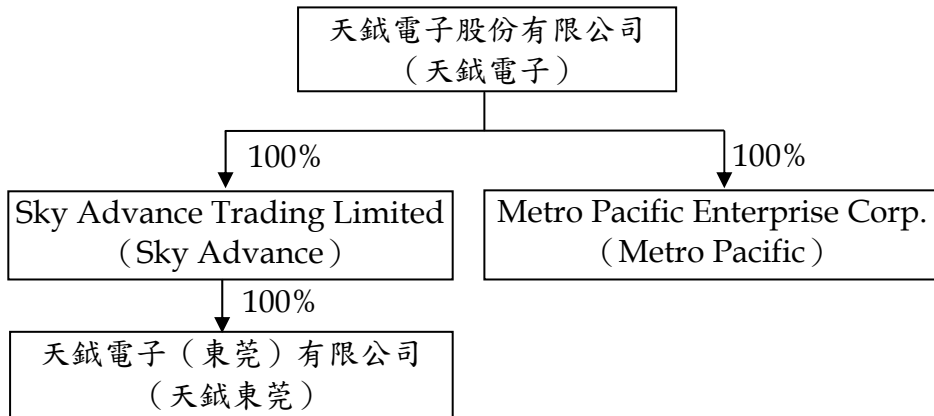 天鉞電子股份有限公司
（天鉞電子）
100%
100%
Sky Advance Trading Limited
（Sky Advance）
Metro Pacific Enterprise Corp.
（Metro Pacific）
100%
天鉞電子（東莞）有限公司
（天鉞東莞）